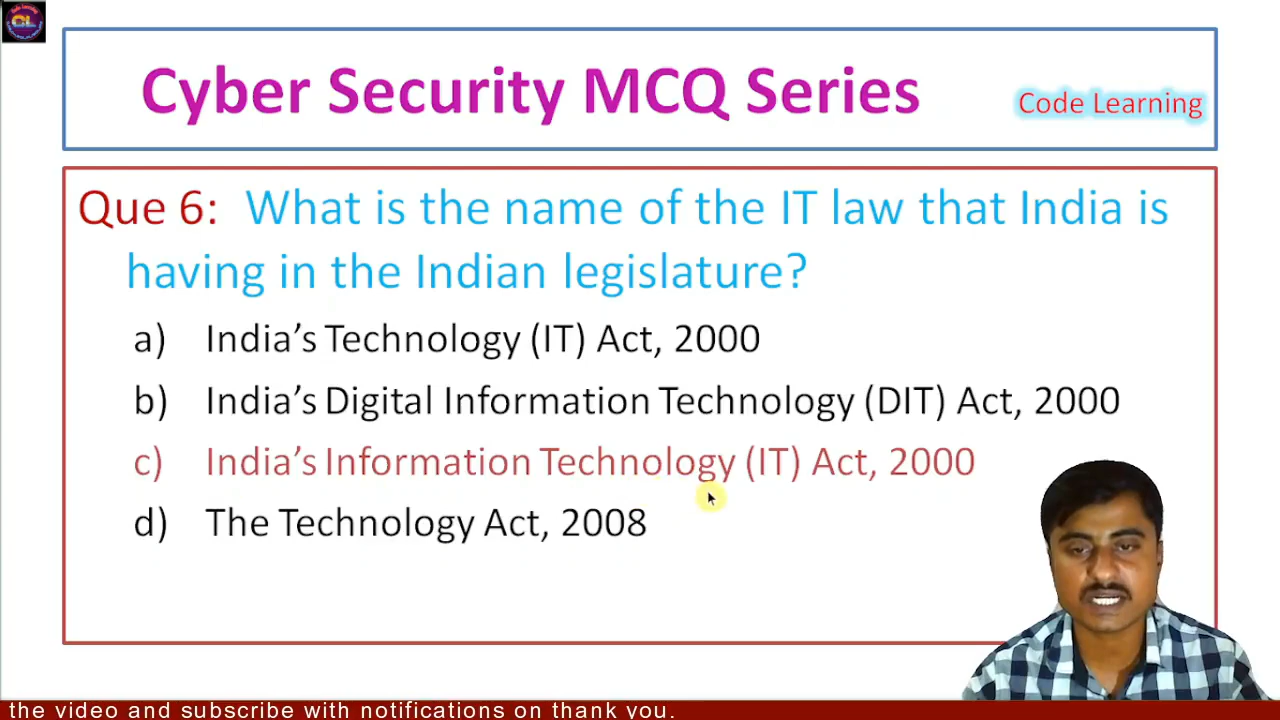 Cyber Security MCQ Series
Code Learning
Que 6: What is the name of the IT law that India is
having in the Indian legislature?
a) India’s Technology (IT) Act, 2000
b) India’s Digital Information Technology (DIT) Act, 2000
c) India’s Information Technology (IT) Act, 2000
d) The Technology Act, 2008
the video and subscribe with notifications on thank you.